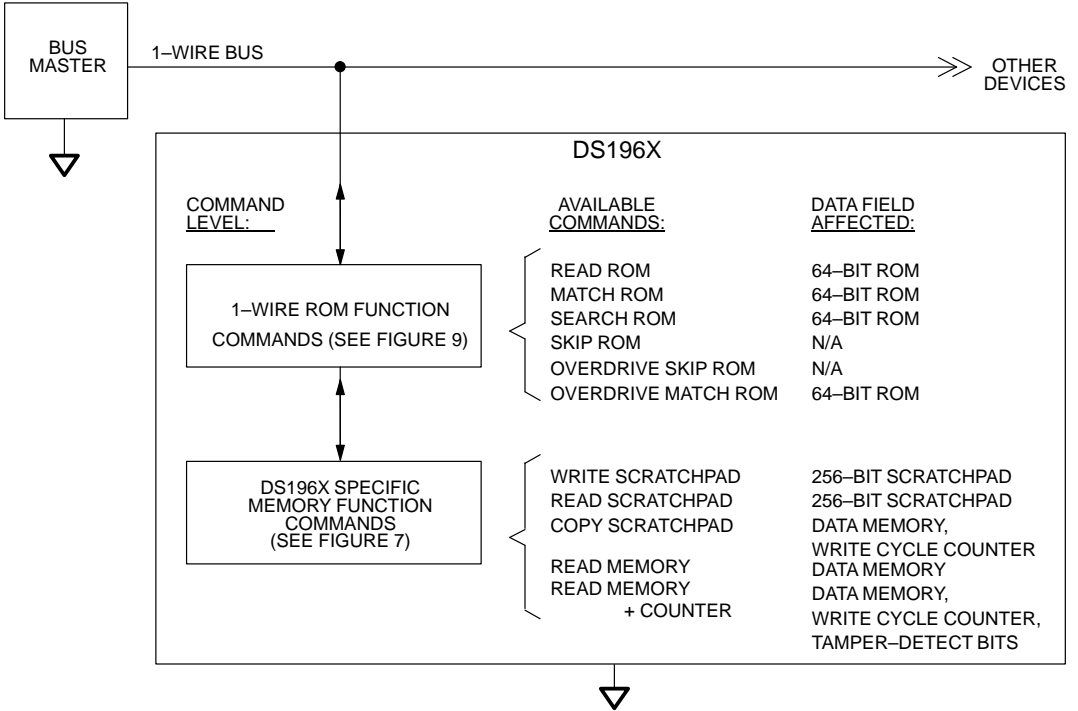 BUS
MASTER
1–WIRE BUS
OTHER
DEVICES
DS196X
COMMAND
LEVEL:
AVAILABLE
COMMANDS:
DATA FIELD
AFFECTED:
1–WIRE ROM FUNCTION
COMMANDS (SEE FIGURE 9)
READ ROM 64–BIT ROM
MATCH ROM 64–BIT ROM
SEARCH ROM 64–BIT ROM
SKIP ROM N/A
OVERDRIVE SKIP ROM N/A
OVERDRIVE MATCH ROM 64–BIT ROM
DS196X SPECIFIC
MEMORY FUNCTION
COMMANDS
(SEE FIGURE 7)
WRITE SCRATCHPAD 256–BIT SCRATCHPAD
READ SCRATCHPAD 256–BIT SCRATCHPAD
COPY SCRATCHPAD DATA MEMORY,
WRITE CYCLE COUNTER
READ MEMORY DATA MEMORY
READ MEMORY DATA MEMORY,
+ COUNTER WRITE CYCLE COUNTER,
TAMPER–DETECT BITS